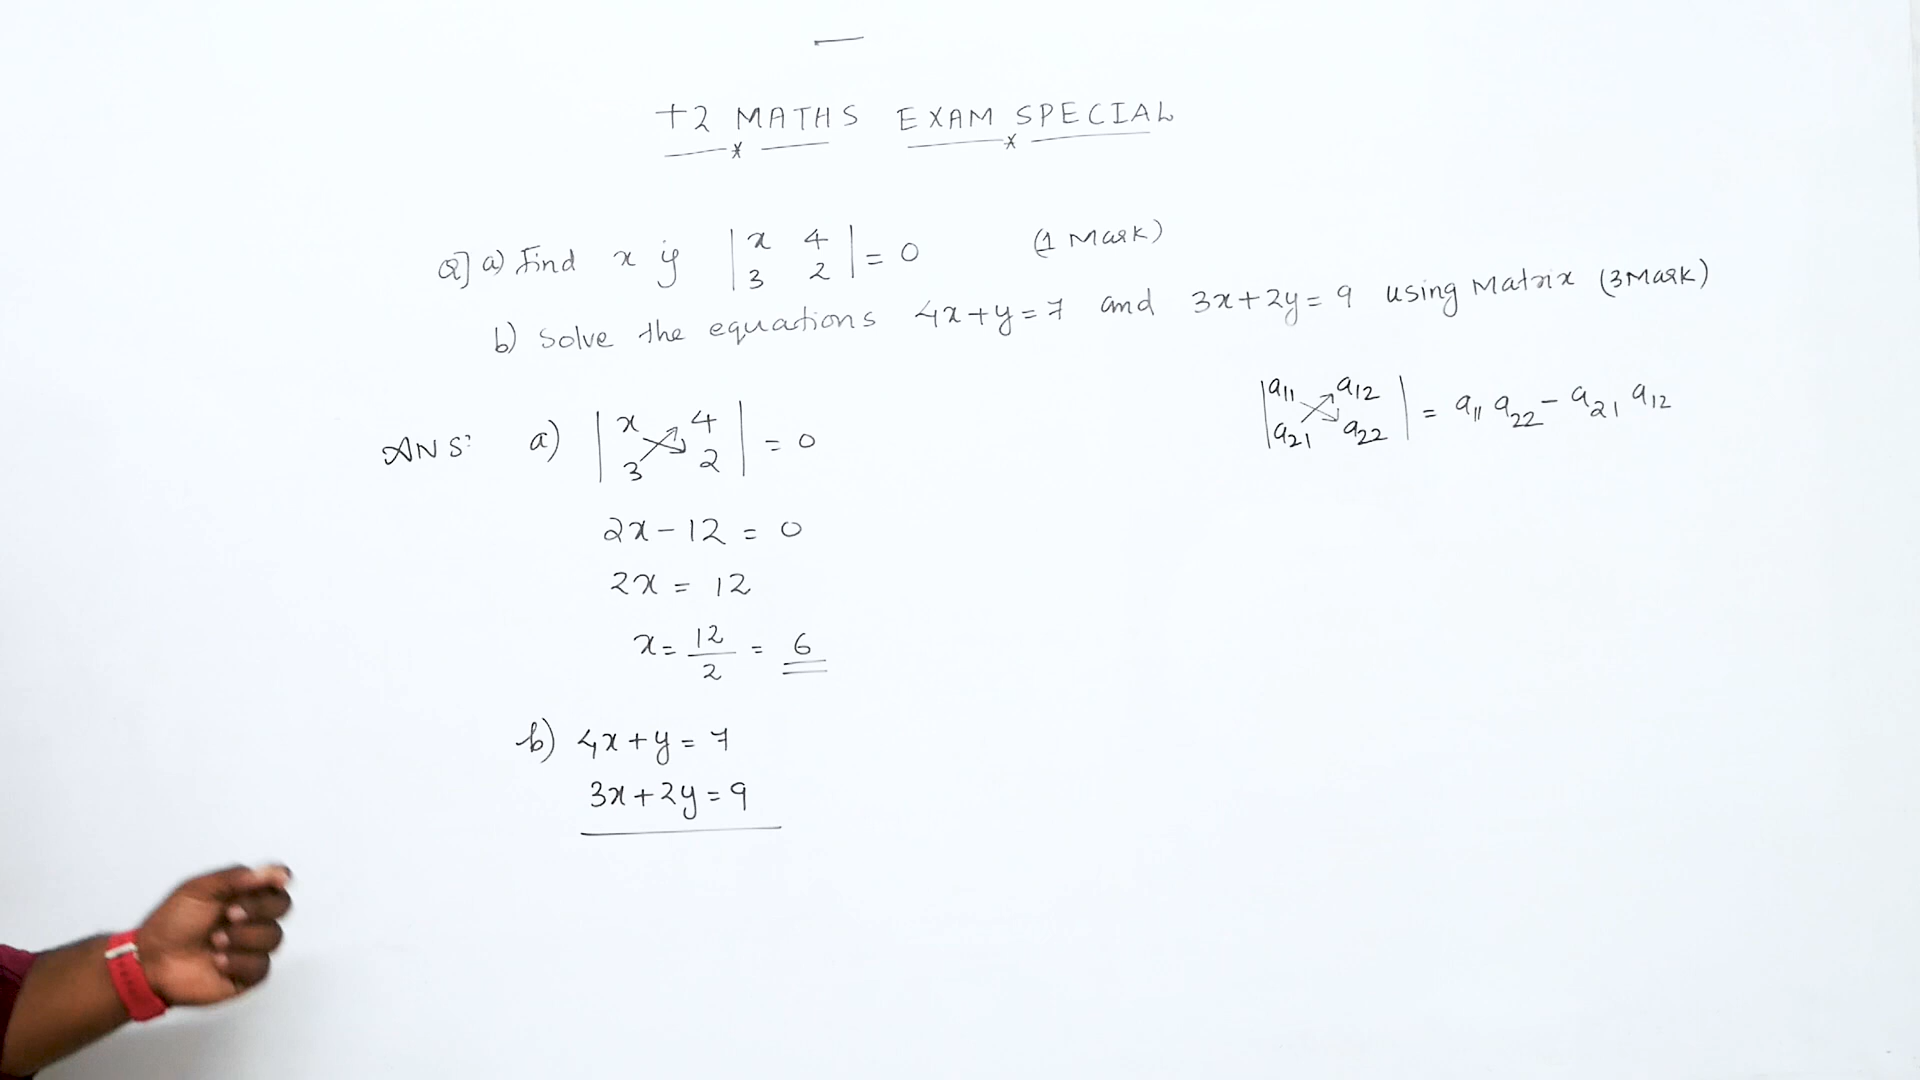 +2 MATHS EXAM SPECIAL
Q] a) Find x if | x 4 | = 0 (1 Mark)
| 3 2 |
b) Solve the equations 4x+y=7 and 3x+2y=9 using Matrix (3 Mark)
ANS: a) | x 4 | = 0
| 3 2 |
2x-12 = 0
2x = 12
x = 12/2 = 6
b) 4x+y=7
3x+2y=9
| a11 a12 | = a11 a22 - a21 a12
| a21 a22 |